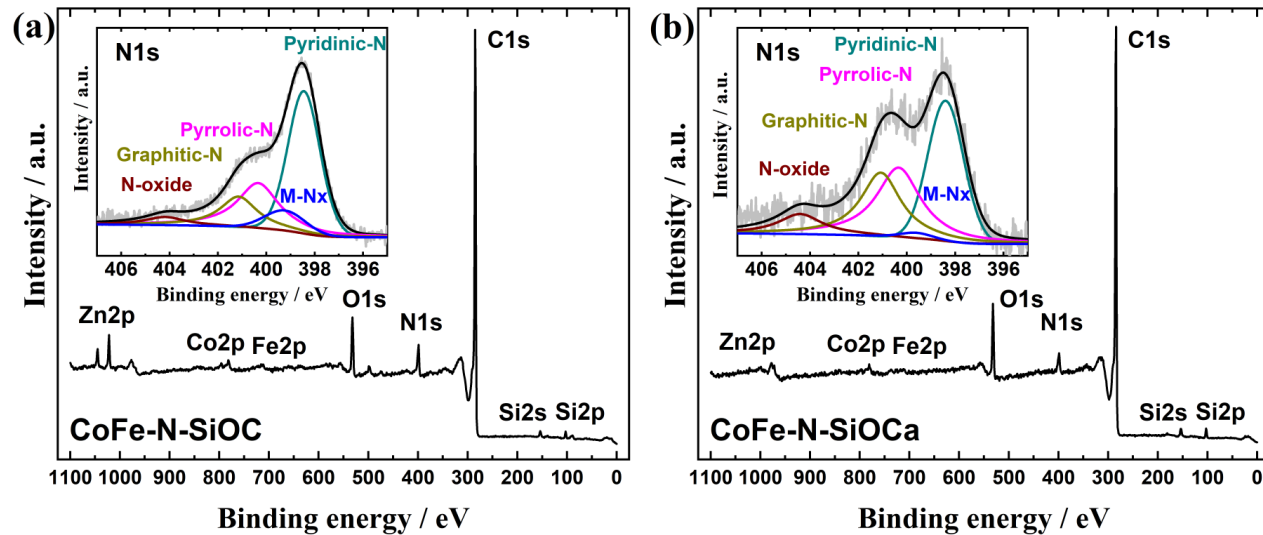 (a)
Intensity / a.u.
N1s
Pyridinic-N
Pyrrolic-N
Graphitic-N
N-oxide
M-Nx
Intensity / a.u.
406 404 402 400 398 396
Binding energy / eV
C1s
Zn2p
Co2p
Fe2p
O1s
N1s
Si2s
Si2p
CoFe-N-SiOC
1100 1000 900 800 700 600 500 400 300 200 100 0
Binding energy / eV
(b)
Intensity / a.u.
N1s
Pyridinic-N
Pyrrolic-N
Graphitic-N
N-oxide
M-Nx
Intensity / a.u.
406 404 402 400 398 396
Binding energy / eV
C1s
Zn2p
Co2p
Fe2p
O1s
N1s
Si2s
Si2p
CoFe-N-SiOCa
1100 1000 900 800 700 600 500 400 300 200 100 0
Binding energy / eV